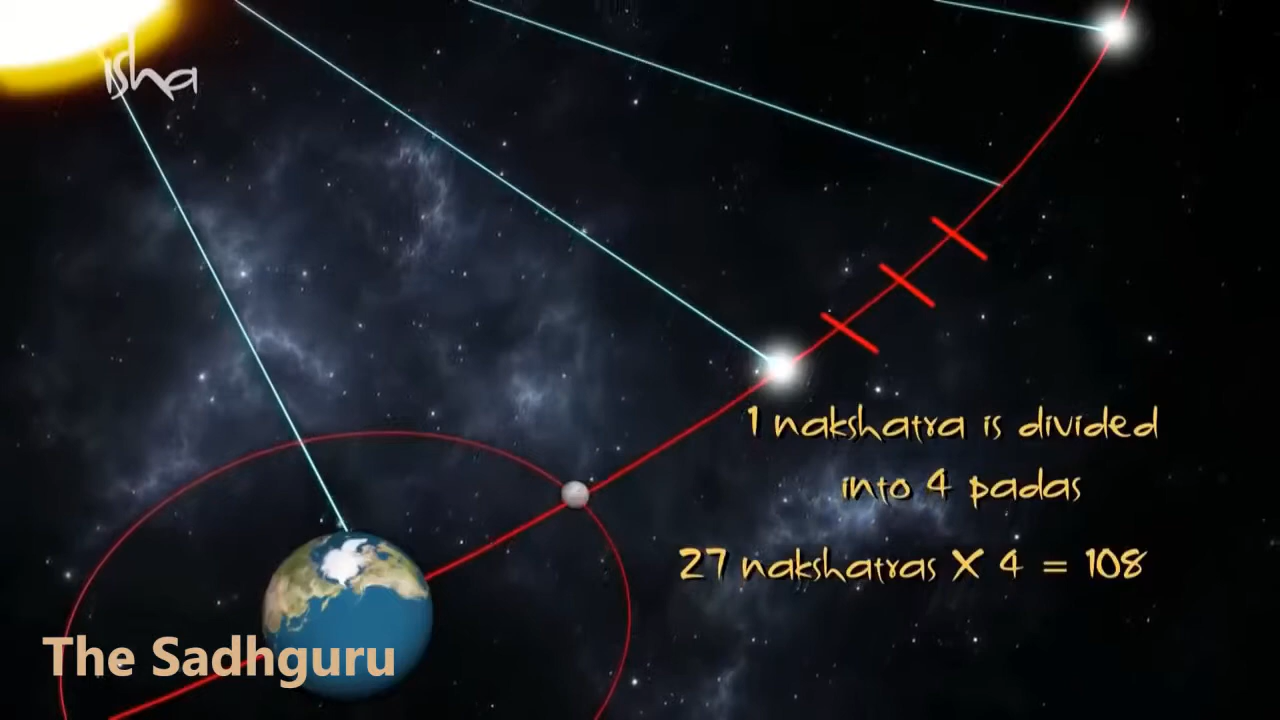 isha
1 nakshatra is divided
into 4 padas
27 nakshatras X 4 = 108
The Sadhguru